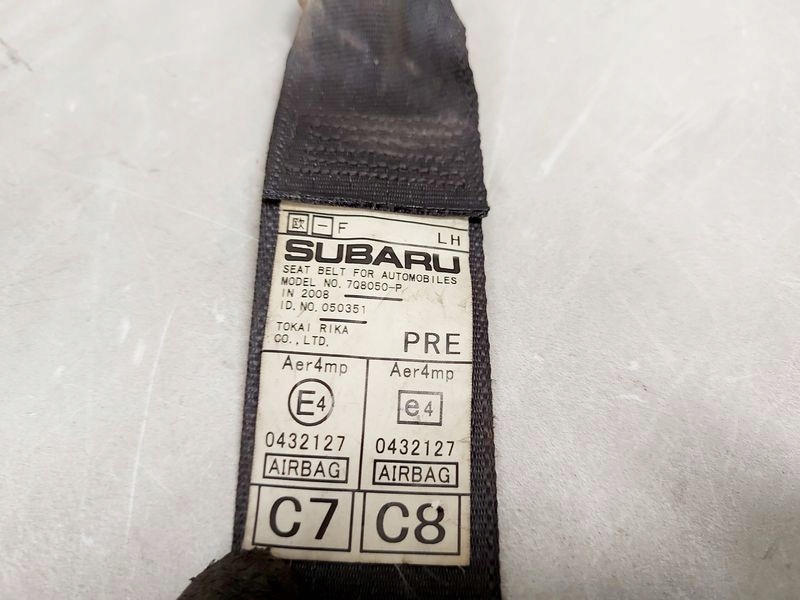 欧 一 F LH
SUBARU
SEAT BELT FOR AUTOMOBILES
MODEL NO. 7Q8050-P
IN 2008
ID. NO. 050351
TOKAI RIKA
CO., LTD.
PRE
Aer4mp Aer4mp
E4 e4
0432127 0432127
AIRBAG AIRBAG
C7 C8